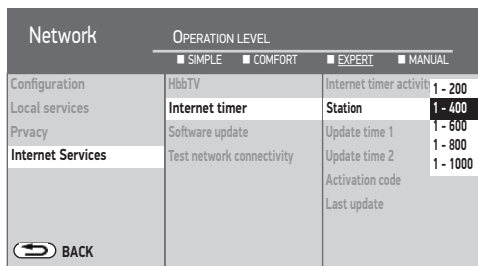 Network
OPERATION LEVEL
SIMPLE COMFORT EXPERT MANUAL
Configuration
Local services
Privacy
Internet Services
HbbTV
Internet timer
Software update
Test network connectivity
Internet timer
Station
Update time 1
Update time 2
Activation code
Last update
1 - 200
1 - 400
1 - 600
1 - 800
1 - 1000
BACK